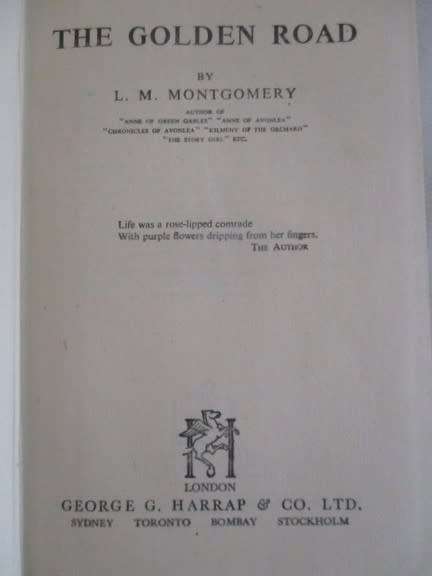 THE GOLDEN ROAD
BY
L. M. MONTGOMERY
AUTHOR OF
"ANNE OF GREEN GABLES" "ANNE OF AVONLEA"
"CHRONICLES OF AVONLEA" "KILMENY OF THE ORCHARD"
"THE STORY GIRL" ETC.
Life was a rose-lipped comrade
With purple flowers dripping from her fingers.
THE AUTHOR
H
LONDON
GEORGE G. HARRAP & CO. LTD.
SYDNEY TORONTO BOMBAY STOCKHOLM